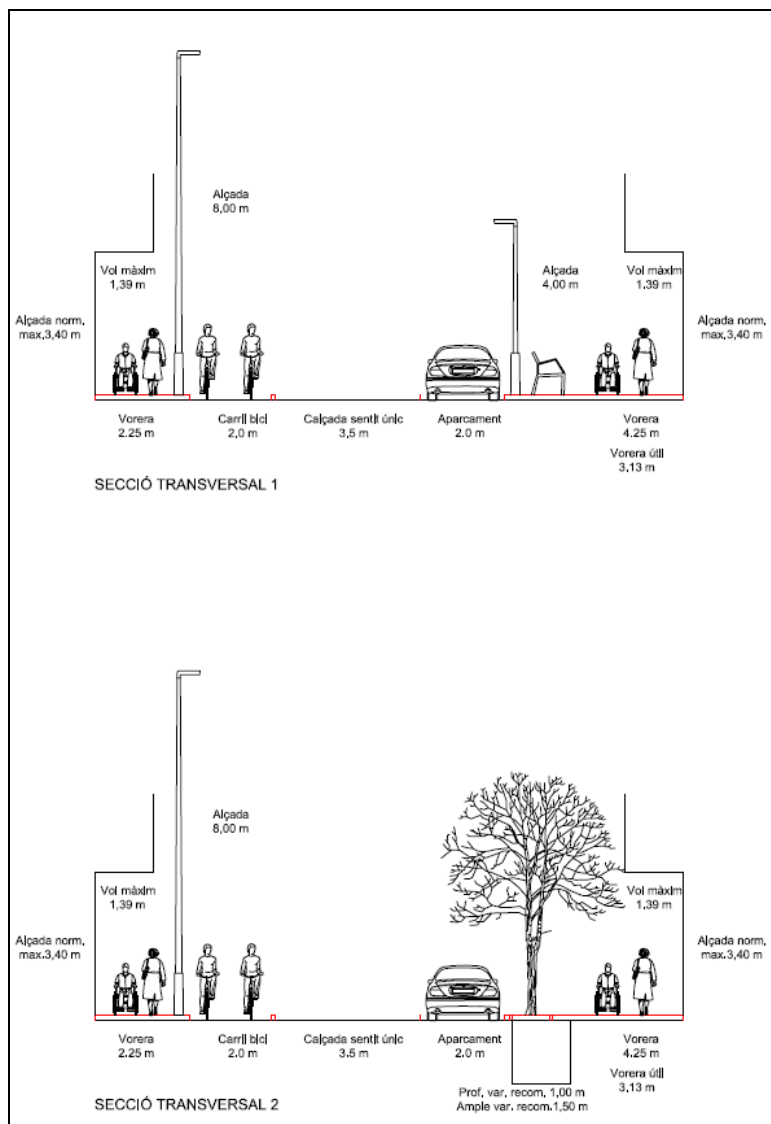 Alçada
8,00 m
Vol màxim
1,39 m
Alçada
4,00 m
Vol màxim
1,39 m
Alçada norm.
max.3,40 m
Alçada norm.
max.3,40 m
Vorera
2.25 m
Carril bici
2,0 m
Calçada sentit únic
3,5 m
Aparcament
2.0 m
Vorera
4.25 m
Vorera útil
3,13 m
SECCIÓ TRANSVERSAL 1
Alçada
8,00 m
Vol màxim
1,39 m
Vol màxim
1,39 m
Alçada norm.
max.3,40 m
Alçada norm.
max.3,40 m
Vorera
2.25 m
Carril bici
2.0 m
Calçada sentit únic
3.5 m
Aparcament
2.0 m
Vorera
4.25 m
Vorera útil
3,13 m
Prof. var. recom. 1,00 m
Ample var. recom.1,50 m
SECCIÓ TRANSVERSAL 2